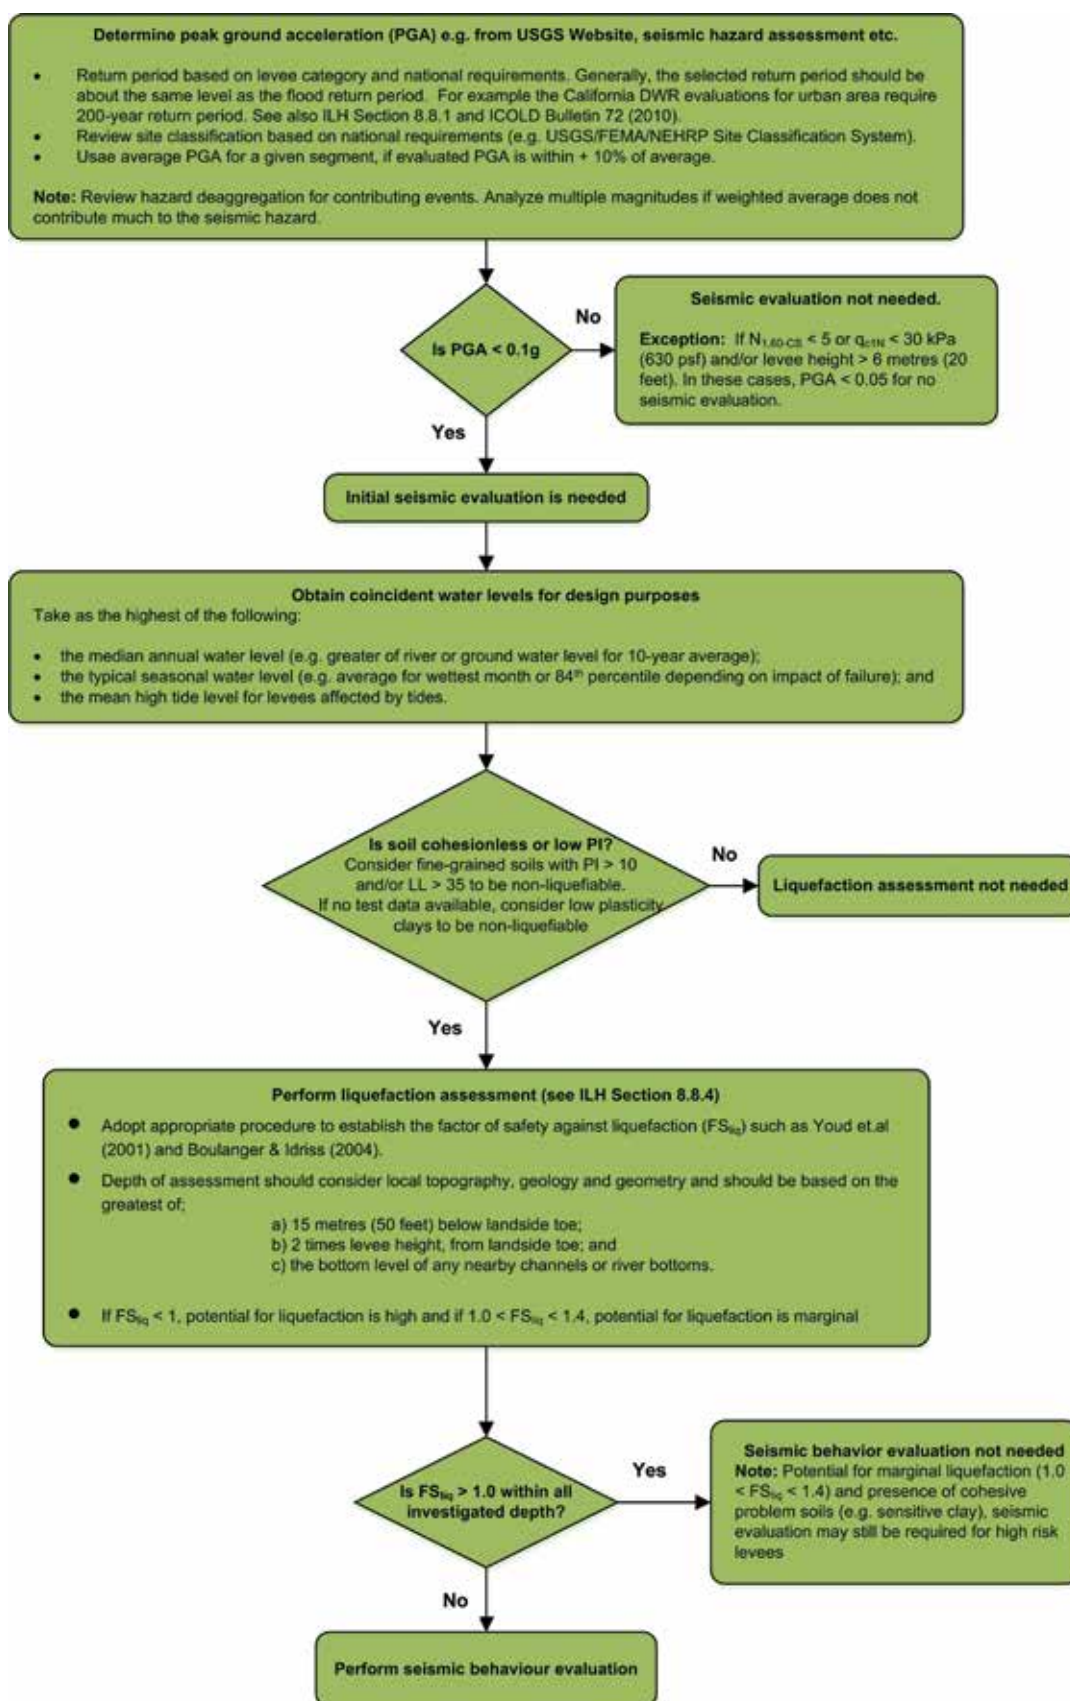 Determine peak ground acceleration (PGA) e.g. from USGS Website, seismic hazard assessment etc.
• Return period based on levee category and national requirements. Generally, the selected return period should be
about the same level as the flood return period. For example the California DWR evaluations for urban area require
200-year return period. See also ILH Section 8.8.1 and ICOLD Bulletin 72 (2010).
• Review site classification based on national requirements (e.g. USGS/FEMA/NEHRP Site Classification System).
• Usae average PGA for a given segment, if evaluated PGA is within + 10% of average.
Note: Review hazard deaggregation for contributing events. Analyze multiple magnitudes if weighted average does not
contribute much to the seismic hazard.
Is PGA < 0.1g
No
Seismic evaluation not needed.
Exception: If N1,60-CS < 5 or qc1N < 30 kPa
(630 psf) and/or levee height > 6 metres (20
feet). In these cases, PGA < 0.05 for no
seismic evaluation.
Yes
Initial seismic evaluation is needed
Obtain coincident water levels for design purposes
Take as the highest of the following:
• the median annual water level (e.g. greater of river or ground water level for 10-year average);
• the typical seasonal water level (e.g. average for wettest month or 84th percentile depending on impact of failure); and
• the mean high tide level for levees affected by tides.
Is soil cohesionless or low PI?
Consider fine-grained soils with PI > 10
and/or LL > 35 to be non-liquefiable.
If no test data available, consider low plasticity
clays to be non-liquefiable
No
Liquefaction assessment not needed
Yes
Perform liquefaction assessment (see ILH Section 8.8.4)
• Adopt appropriate procedure to establish the factor of safety against liquefaction (FSliq) such as Youd et.al
(2001) and Boulanger & Idriss (2004).
• Depth of assessment should consider local topography, geology and geometry and should be based on the
greatest of;
a) 15 metres (50 feet) below landside toe;
b) 2 times levee height, from landside toe; and
c) the bottom level of any nearby channels or river bottoms.
• If FSliq < 1, potential for liquefaction is high and if 1.0 < FSliq < 1.4, potential for liquefaction is marginal
Is FSliq > 1.0 within all
investigated depth?
Yes
Seismic behavior evaluation not needed
Note: Potential for marginal liquefaction (1.0
< FSliq < 1.4) and presence of cohesive
problem soils (e.g. sensitive clay), seismic
evaluation may still be required for high risk
levees
No
Perform seismic behaviour evaluation